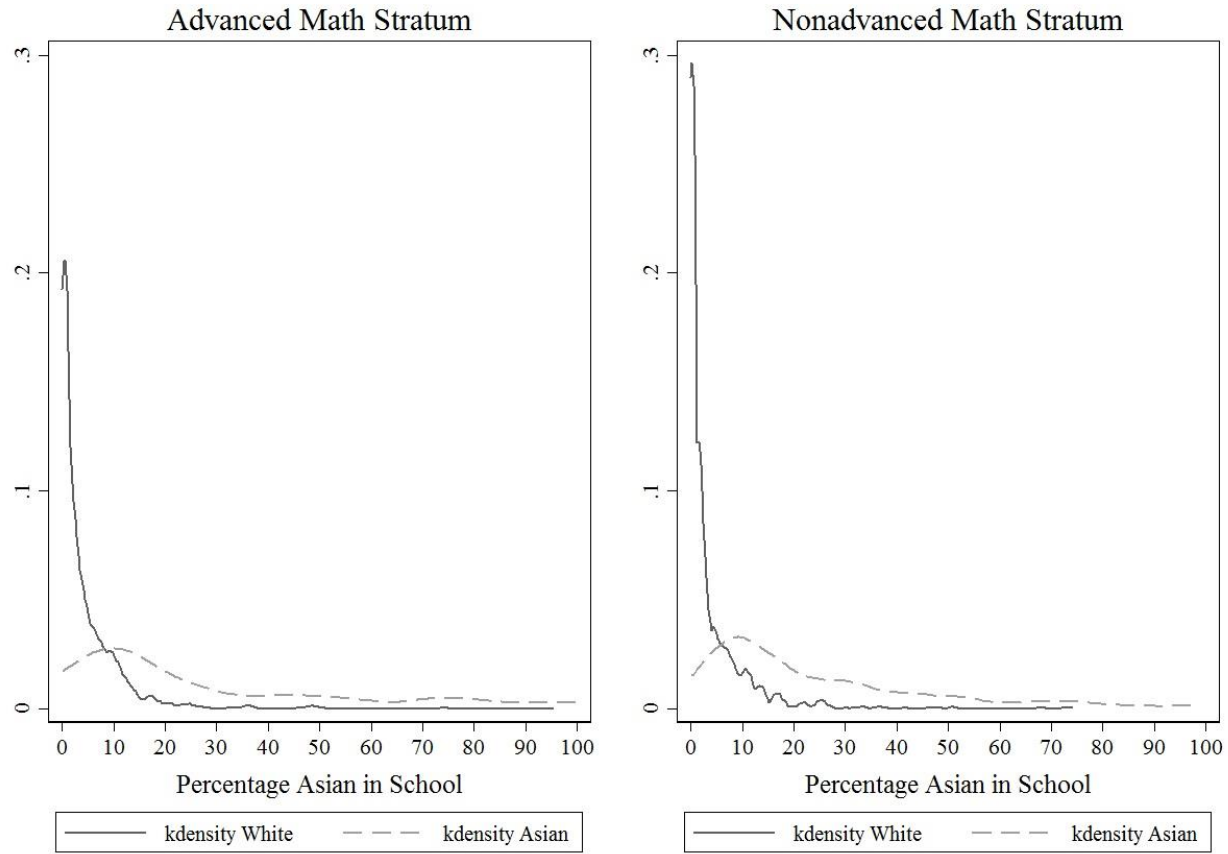 Advanced Math Stratum
.3
.2
.1
0
0 10 20 30 40 50 60 70 80 90 100
Percentage Asian in School
kdensity White kdensity Asian
Nonadvanced Math Stratum
.3
.2
.1
0
0 10 20 30 40 50 60 70 80 90 100
Percentage Asian in School
kdensity White kdensity Asian